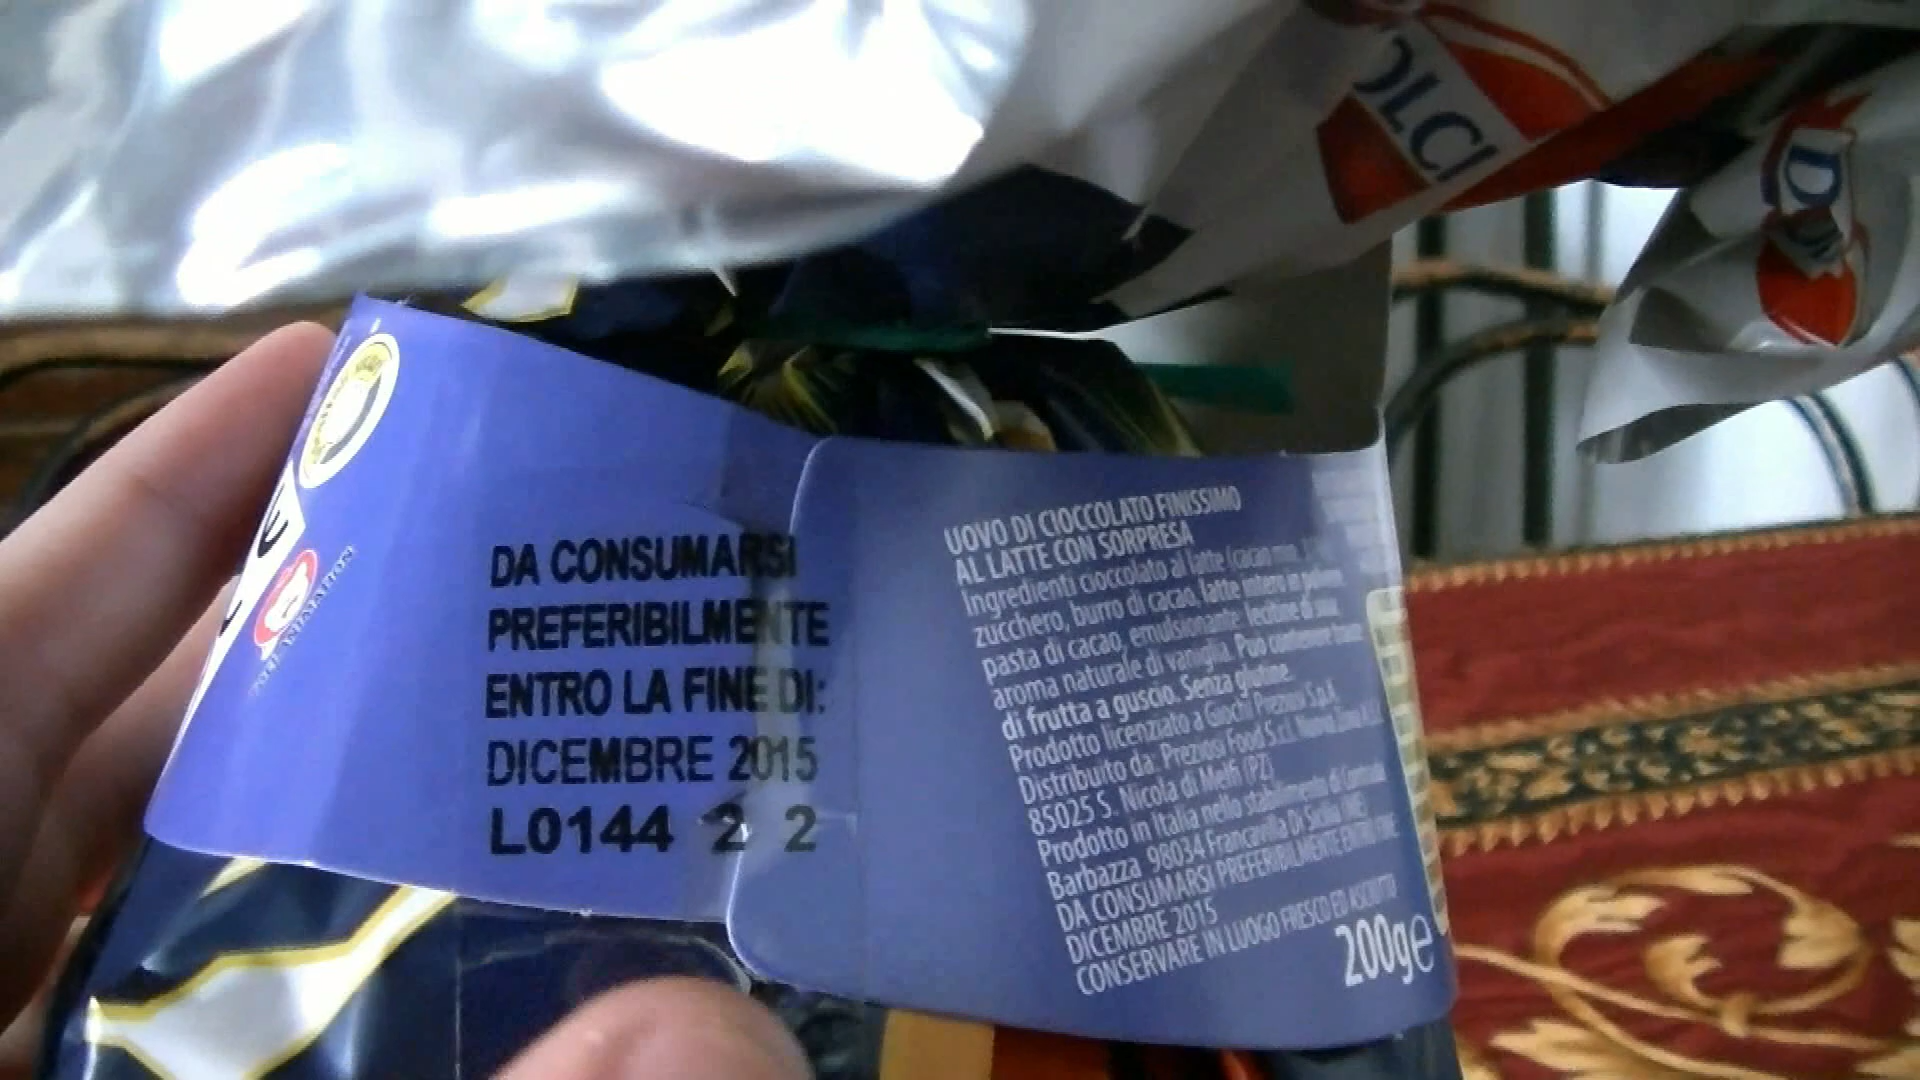 OLCI
D
DA CONSUMARSI
PREFERIBILMENTE
ENTRO LA FINE DI:
DICEMBRE 2015
L0144 2 2
UOVO DI CIOCCOLATO FINISSIMO
AL LATTE CON SORPRESA
Ingredienti cioccolato al latte (cacao min.
zucchero, burro di cacao, latte intero in polvere
pasta di cacao, emulsionante lecitine di soia
aroma naturale di vaniglia. Può contenere tracce
di frutta a guscio. Senza glutine.
Prodotto licenziato a Giochi Preziosi S.p.A.
Distribuito da: Preziosi Food S.r.l.
85025 S. Nicola di Melfi (PZ)
Prodotto in Italia nello stabilimento di Contrada
Barbazza 98034 Francavilla Di Sicilia (ME)
DA CONSUMARSI PREFERIBILMENTE ENTRO FINE
DICEMBRE 2015
CONSERVARE IN LUOGO FRESCO ED ASCIUTTO
200g e